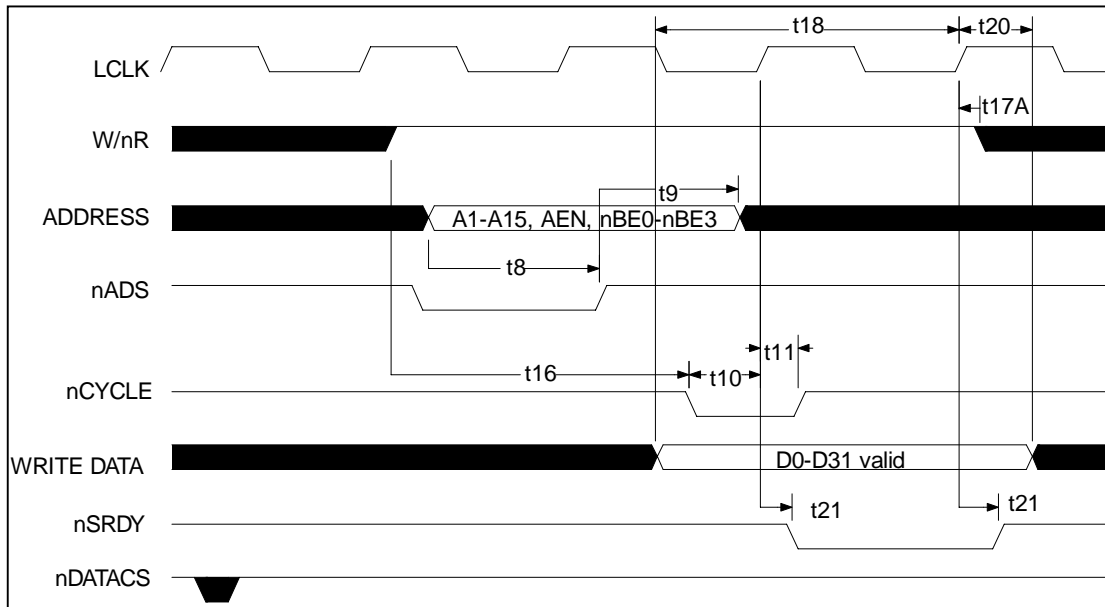 t18
t20
LCLK
t17A
W/nR
t9
ADDRESS
A1-A15, AEN, nBE0-nBE3
t8
nADS
t11
t16
t10
nCYCLE
WRITE DATA
D0-D31 valid
t21
t21
nSRDY
nDATACS